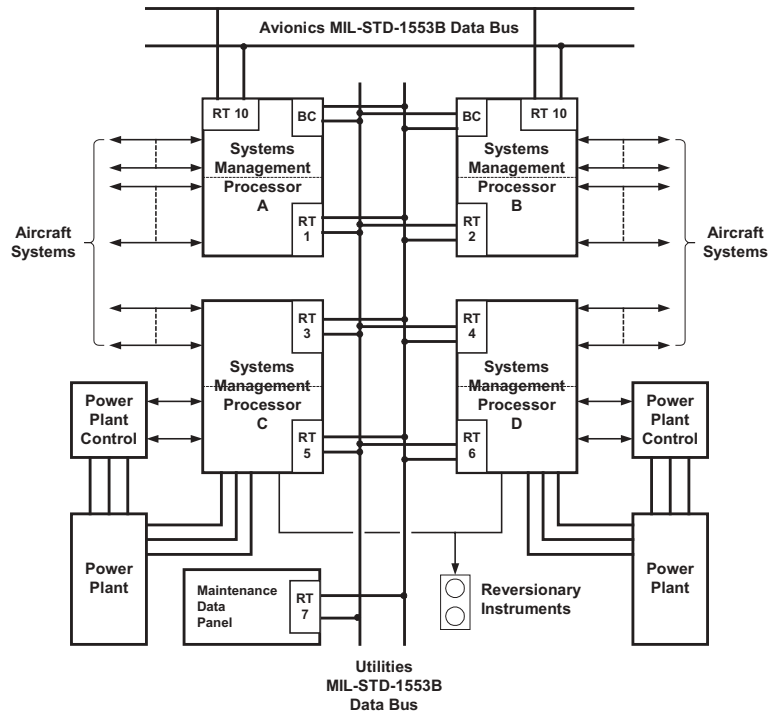 Avionics MIL-STD-1553B Data Bus
RT 10
BC
Systems
Management
Processor
A
RT
1
BC
RT 10
Systems
Management
Processor
B
RT
2
Aircraft
Systems
Aircraft
Systems
RT
3
Systems
Management
Processor
C
RT
5
RT
4
Systems
Management
Processor
D
RT
6
Power
Plant
Control
Power
Plant
Control
Power
Plant
Maintenance
Data
Panel
RT
7
Reversionary
Instruments
Power
Plant
Utilities
MIL-STD-1553B
Data Bus